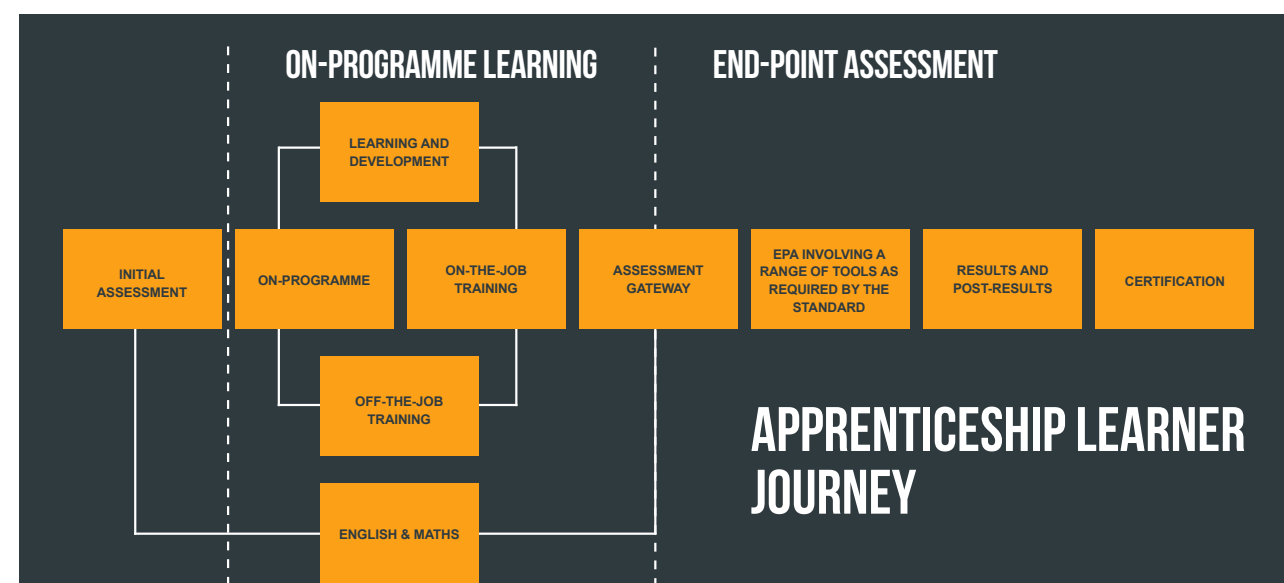 ON-PROGRAMME LEARNING
END-POINT ASSESSMENT
LEARNING AND
DEVELOPMENT
INITIAL
ASSESSMENT
ON-PROGRAMME
ON-THE-JOB
TRAINING
ASSESSMENT
GATEWAY
EPA INVOLVING A
RANGE OF TOOLS AS
REQUIRED BY THE
STANDARD
RESULTS AND
POST-RESULTS
CERTIFICATION
OFF-THE-JOB
TRAINING
ENGLISH & MATHS
APPRENTICESHIP LEARNER
JOURNEY